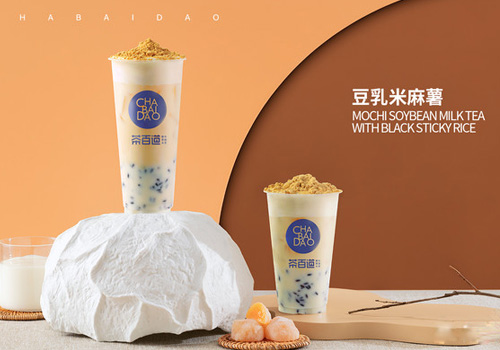 HABAIDAO
豆乳米麻薯
MOCHI SOYBEAN MILK TEA
WITH BLACK STICKY RICE
CHA
BAI
DAO
茶百道
CHA
BAI
DAO
茶百道